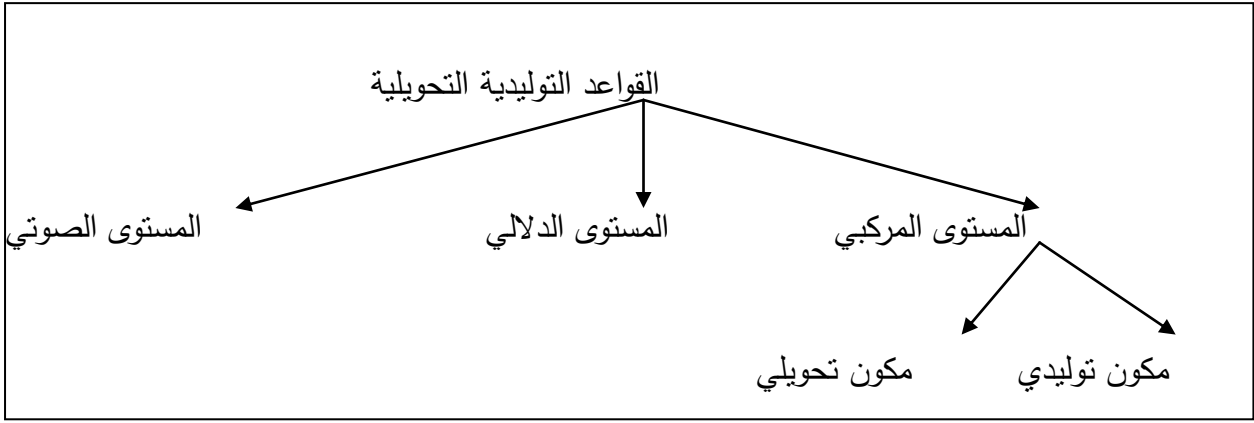 القواعد التوليدية التحويلية
المستوى المركبي المستوى الدلالي المستوى الصوتي
مكون توليدي مكون تحويلي